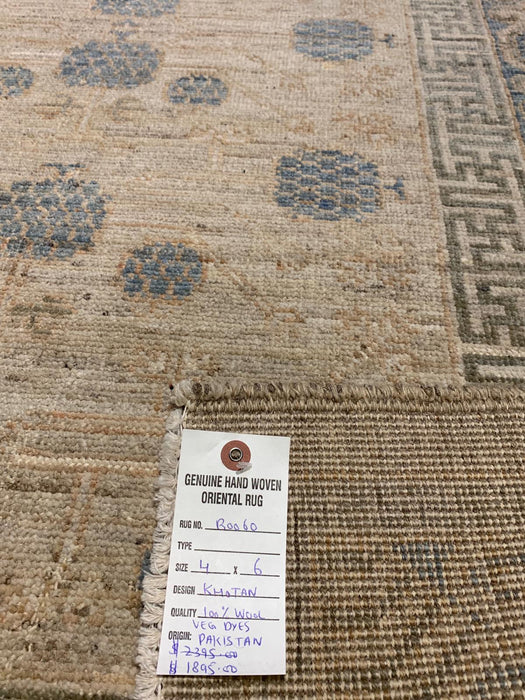 GENUINE HAND WOVEN
ORIENTAL RUG
RUG NO. R0060
TYPE
SIZE 4 X 6
DESIGN KHOTAN
QUALITY 100% Wool
VEG DYES
ORIGIN: PAKISTAN
$ 2395.00
$ 1895.00